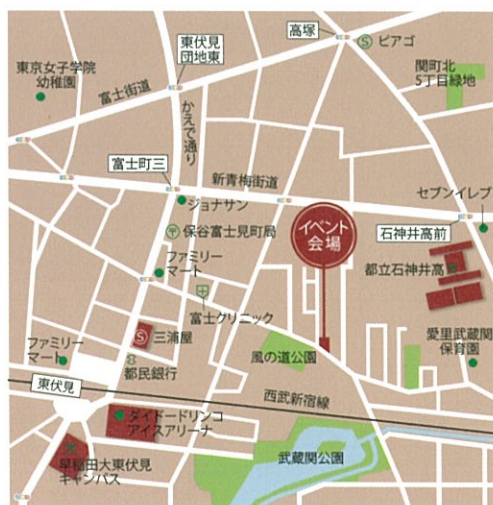 高塚
ピアゴ
東伏見
団地東
東京女子学院
幼稚園
関町北
5丁目緑地
富士街道
かえで通り
富士町三
新青梅街道
ジョナサン
セブンイレブ
保谷富士見町局
イベント
会場
石神井高前
ファミリー
マート
都立石神井高
富士クリニック
三浦屋
愛里武蔵関
保育園
ファミリー
マート
風の道公園
都民銀行
東伏見
西武新宿線
ダイドードリンコ
アイスアリーナ
早稲田大東伏見
キャンパス
武蔵関公園